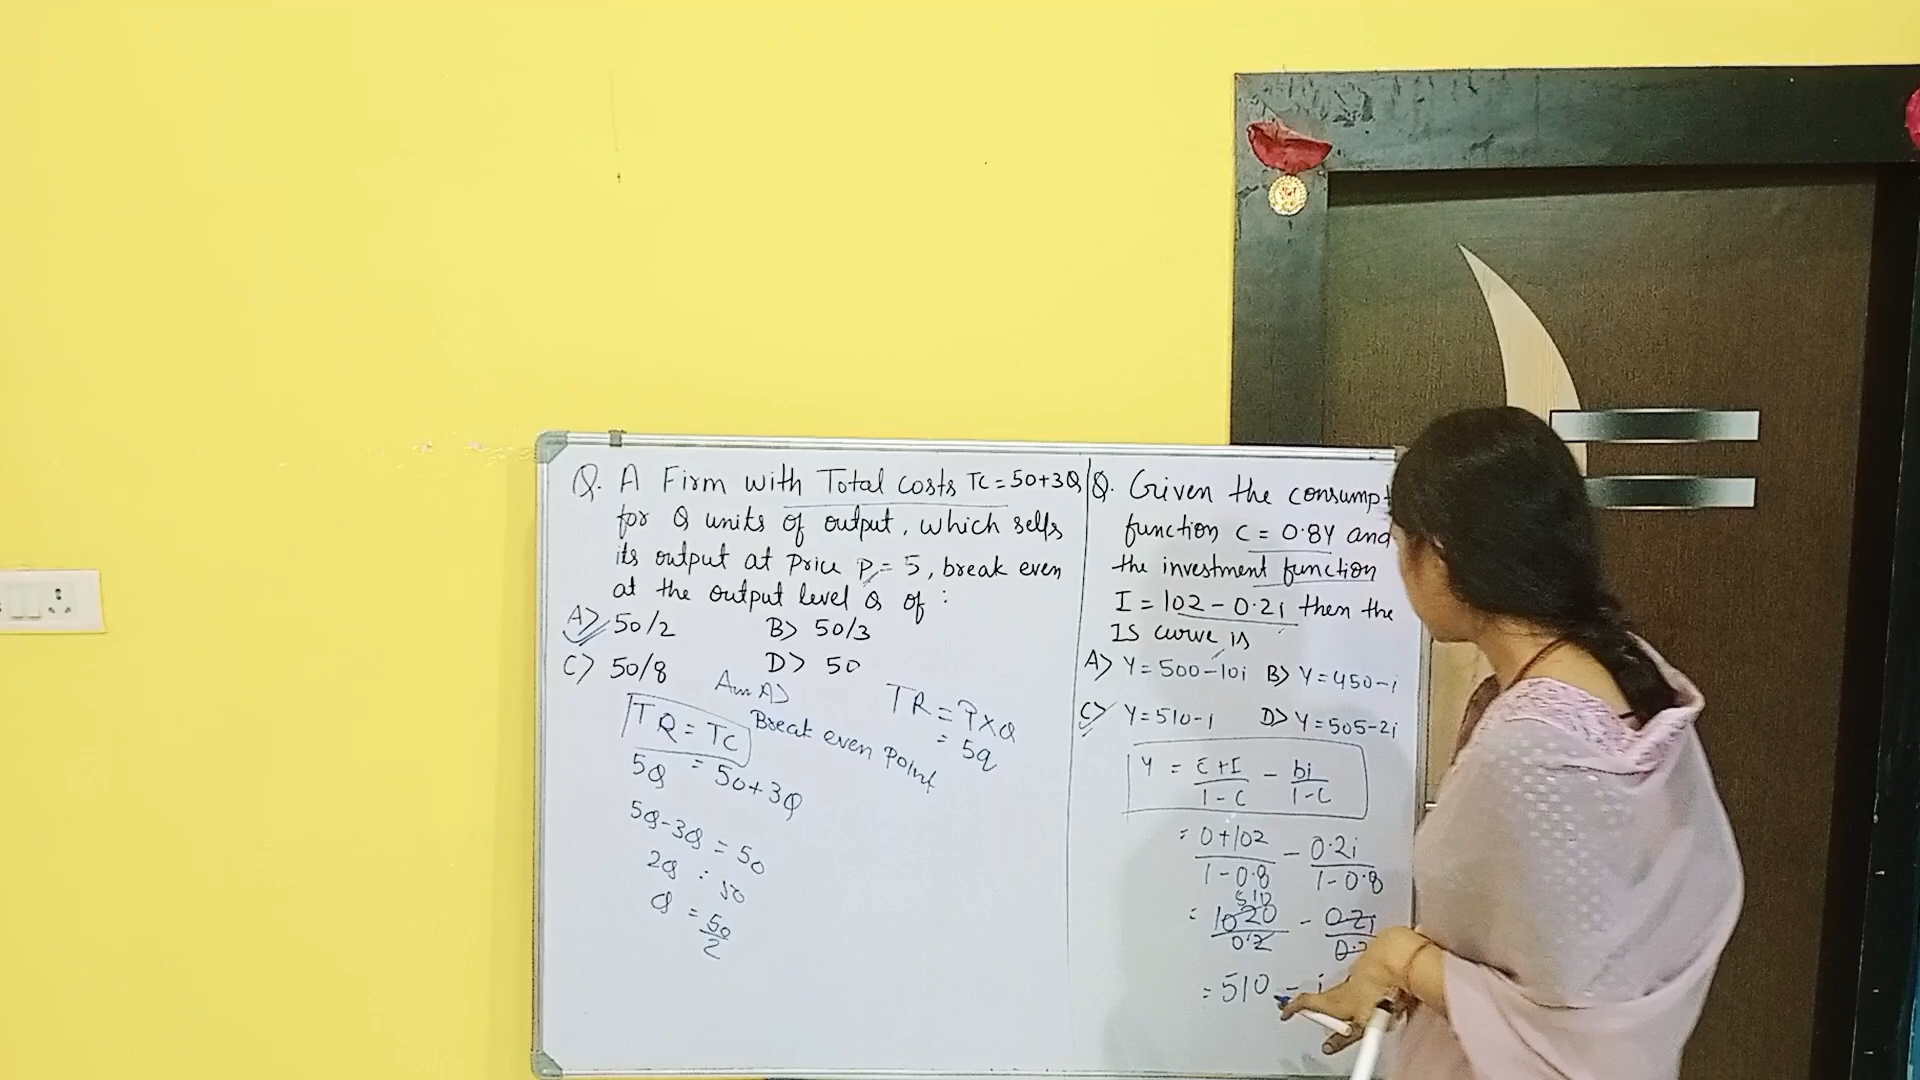 Q. A Firm with Total costs TC = 50+3Q
for Q units of output, which sells
its output at Price P = 5, break even
at the output level Q of :
A> 50/2 B> 50/3
C> 50/8 D> 50
Ans A>
TR = TC
Break even Point
TR = P×Q
= 5q
5Q = 50+3Q
5Q-3Q = 50
2Q = 50
Q = 50/2
Q. Given the consumpt
function C = 0.8Y and
the investment function
I = 102 - 0.2i then the
IS curve is
A> Y = 500-10i B> Y = 450-i
C> Y = 510-i D> Y = 505-2i
Y = C+I/1-C - bi/1-C
= 0+102/1-0.8 - 0.2i/1-0.8
510
= 1020/0.2 - 0.2i/0.2
= 510 - i